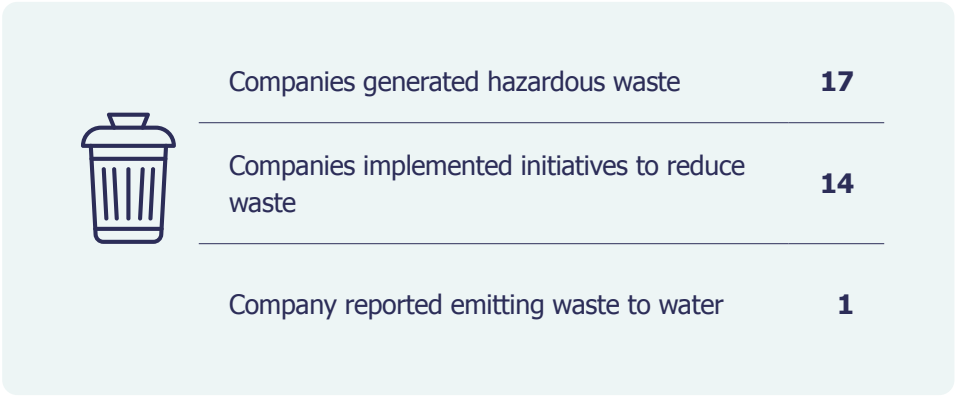 Companies generated hazardous waste 17
Companies implemented initiatives to reduce
waste 14
Company reported emitting waste to water 1